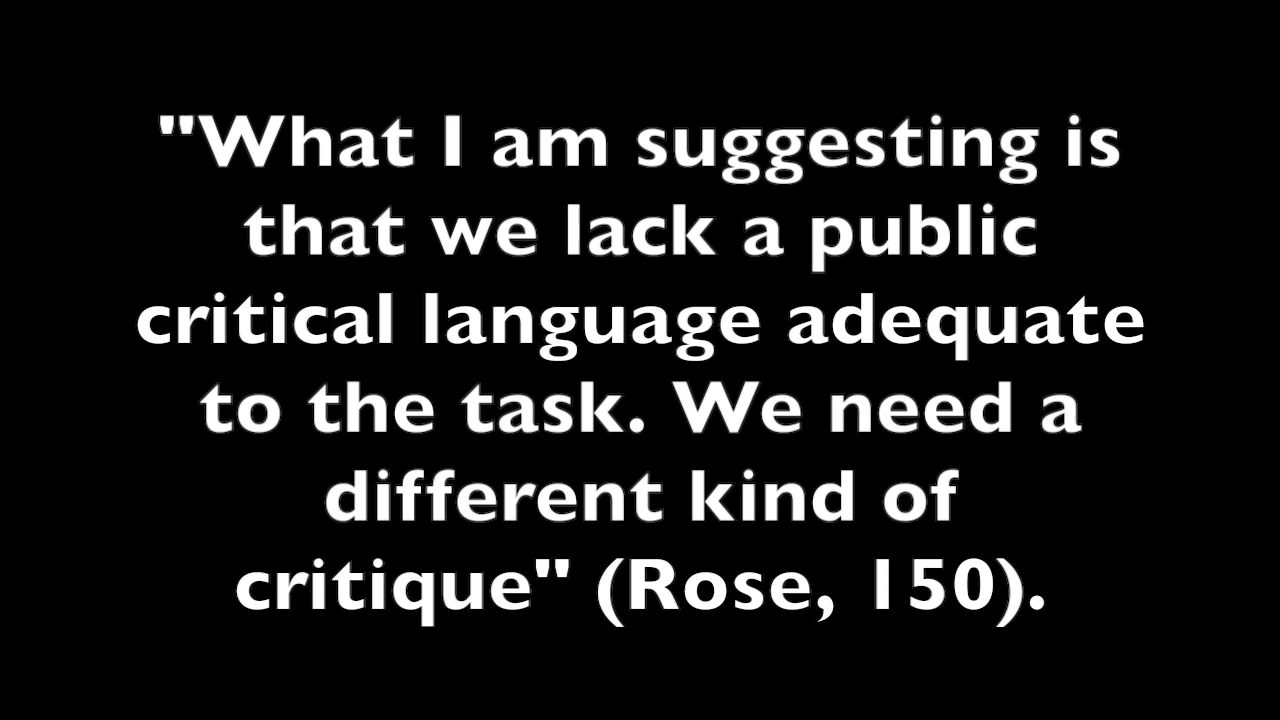 "What I am suggesting is
that we lack a public
critical language adequate
to the task. We need a
different kind of
critique" (Rose, 150).